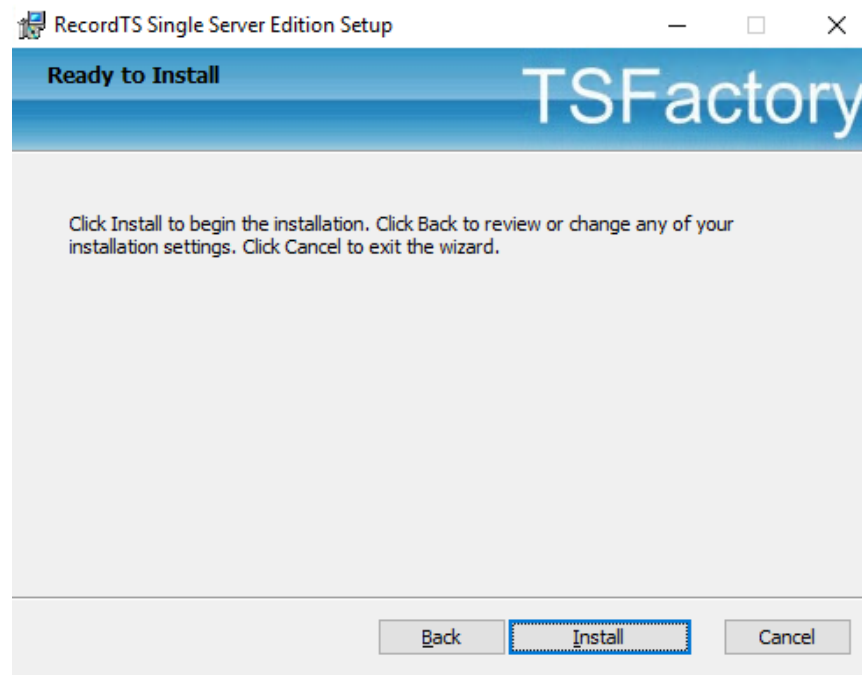 RecordTS Single Server Edition Setup
Ready to Install
TSFactory
Click Install to begin the installation. Click Back to review or change any of your
installation settings. Click Cancel to exit the wizard.
Back
Install
Cancel